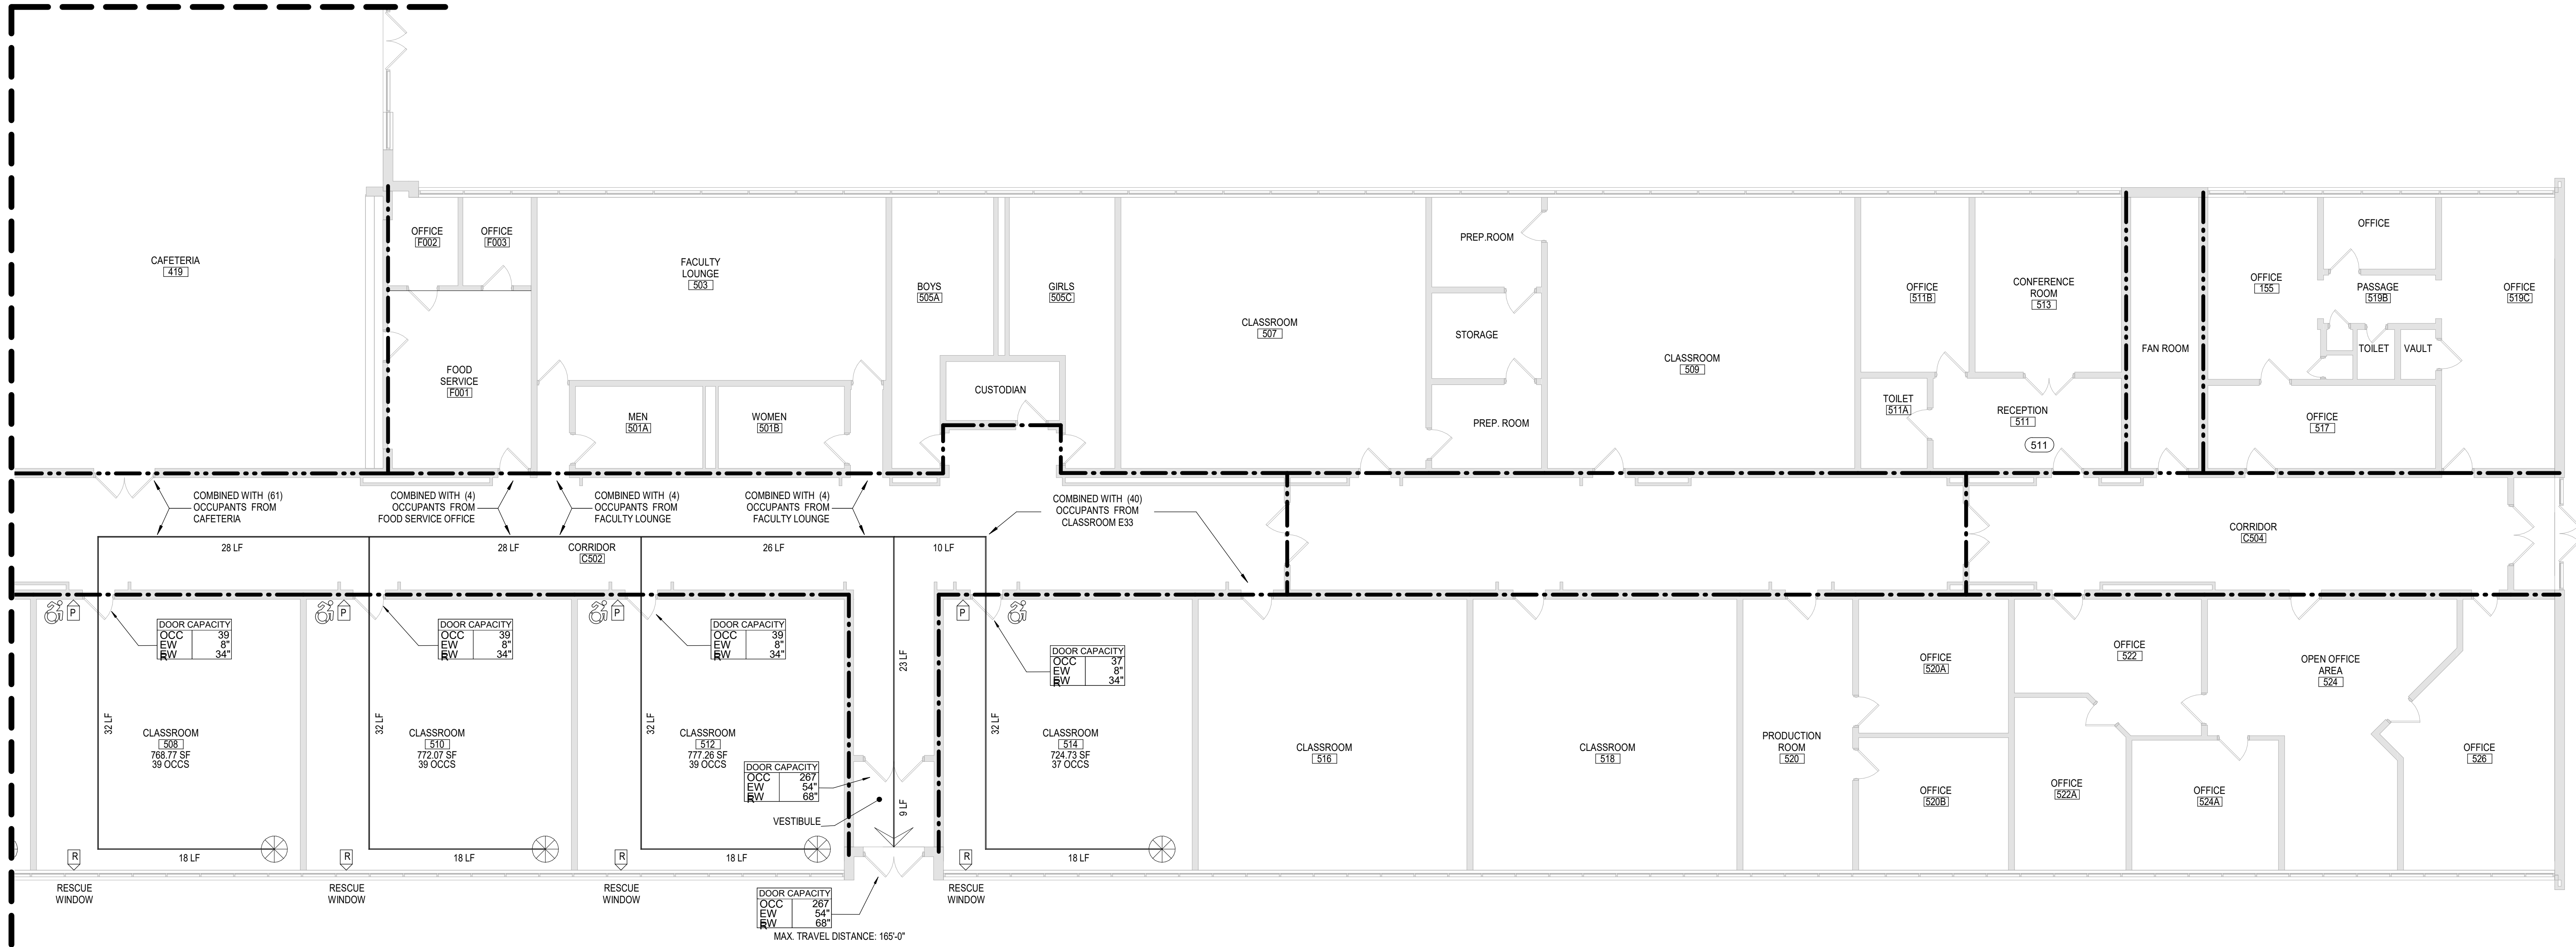 OFFICE
F002
OFFICE
F003
CAFETERIA
419
FACULTY
LOUNGE
503
BOYS
505A
GIRLS
505C
CLASSROOM
507
PREP.ROOM
STORAGE
PREP. ROOM
CLASSROOM
509
OFFICE
511B
CONFERENCE
ROOM
513
FAN ROOM
OFFICE
155
OFFICE
PASSAGE
519B
OFFICE
519C
TOILET
VAULT
FOOD
SERVICE
F001
MEN
501A
WOMEN
501B
CUSTODIAN
TOILET
511A
RECEPTION
511
511
OFFICE
517
COMBINED WITH (61)
OCCUPANTS FROM
CAFETERIA
COMBINED WITH (4)
OCCUPANTS FROM
FOOD SERVICE OFFICE
COMBINED WITH (4)
OCCUPANTS FROM
FACULTY LOUNGE
COMBINED WITH (4)
OCCUPANTS FROM
FACULTY LOUNGE
COMBINED WITH (40)
OCCUPANTS FROM
CLASSROOM E33
28 LF
28 LF
CORRIDOR
C502
26 LF
10 LF
CORRIDOR
C504
P
P
P
P
DOOR CAPACITY
OCC 39
EW 8"
EW 34"
R
DOOR CAPACITY
OCC 39
EW 8"
EW 34"
R
DOOR CAPACITY
OCC 39
EW 8"
EW 34"
R
DOOR CAPACITY
OCC 37
EW 8"
EW 34"
R
23 LF
32 LF
CLASSROOM
508
768.77 SF
39 OCCS
32 LF
CLASSROOM
510
772.07 SF
39 OCCS
32 LF
CLASSROOM
512
777.26 SF
39 OCCS
32 LF
CLASSROOM
514
724.73 SF
37 OCCS
CLASSROOM
516
CLASSROOM
518
PRODUCTION
ROOM
520
OFFICE
520A
OFFICE
520B
OFFICE
522
OFFICE
522A
OPEN OFFICE
AREA
524
OFFICE
524A
OFFICE
526
DOOR CAPACITY
OCC 267
EW 54"
EW 68"
R
VESTIBULE
9 LF
18 LF
18 LF
18 LF
18 LF
R
R
R
R
RESCUE
WINDOW
RESCUE
WINDOW
RESCUE
WINDOW
RESCUE
WINDOW
DOOR CAPACITY
OCC 267
EW 54"
EW 68"
R
MAX. TRAVEL DISTANCE: 165'-0"